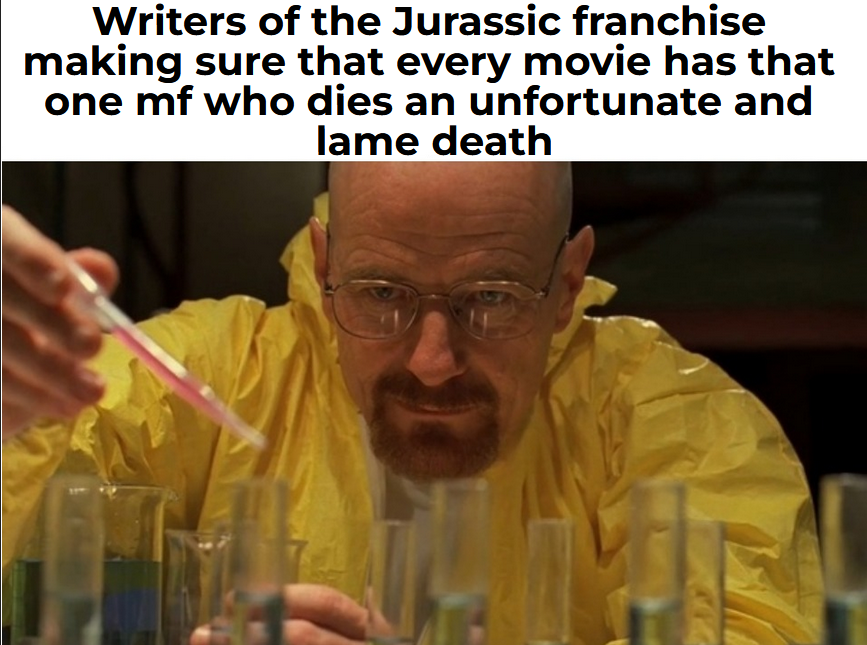 Writers of the Jurassic franchise
making sure that every movie has that
one mf who dies an unfortunate and
lame death